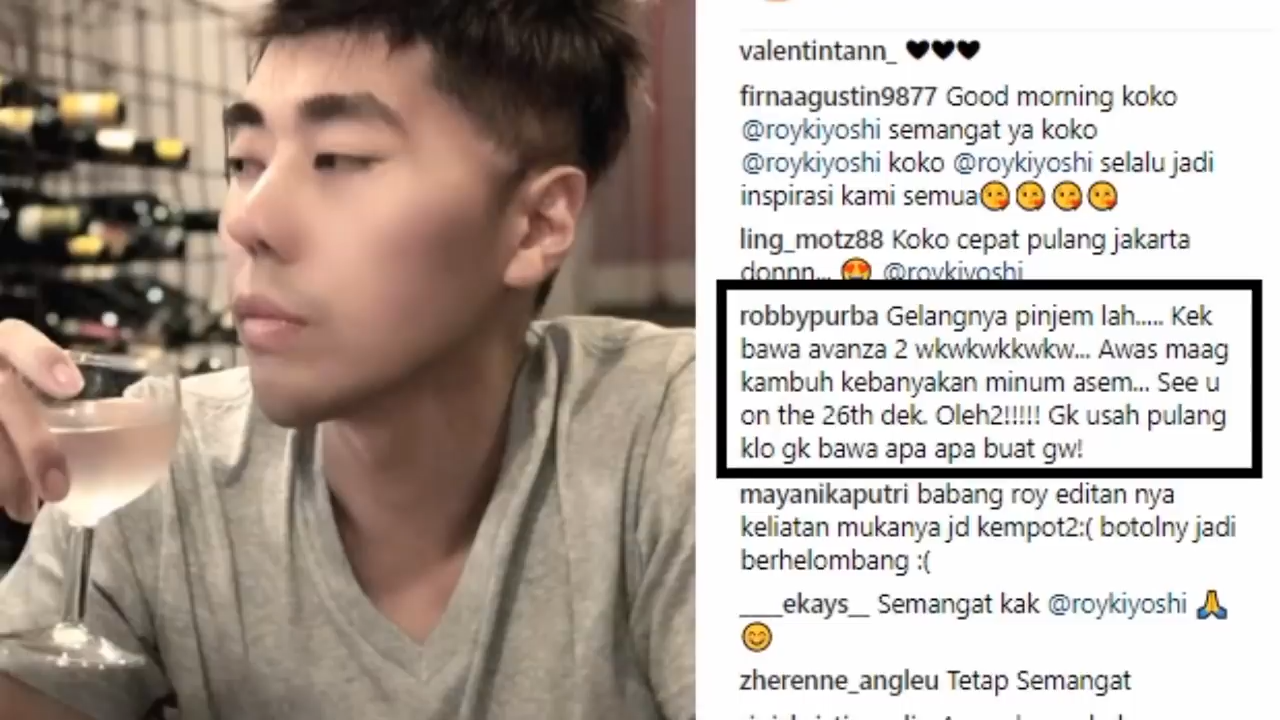 valentintann_ 🖤🖤🖤
firnaagustin9877 Good morning koko
@roykiyoshi semangat ya koko
@roykiyoshi koko @roykiyoshi selalu jadi
inspirasi kami semua😘😘😘😘
ling_motz88 Koko cepat pulang jakarta
donnn... 😍 @roykiyoshi
robbypurba Gelangnya pinjem lah..... Kek
bawa avanza 2 wkwkwkkwkw... Awas maag
kambuh kebanyakan minum asem... See u
on the 26th dek. Oleh2!!!!! Gk usah pulang
klo gk bawa apa apa buat gw!
mayanikaputri babang roy editan nya
keliatan mukanya jd kempot2:( botolny jadi
berhelombang :(
____ekays__ Semangat kak @roykiyoshi 🙏
😊
zherenne_angleu Tetap Semangat